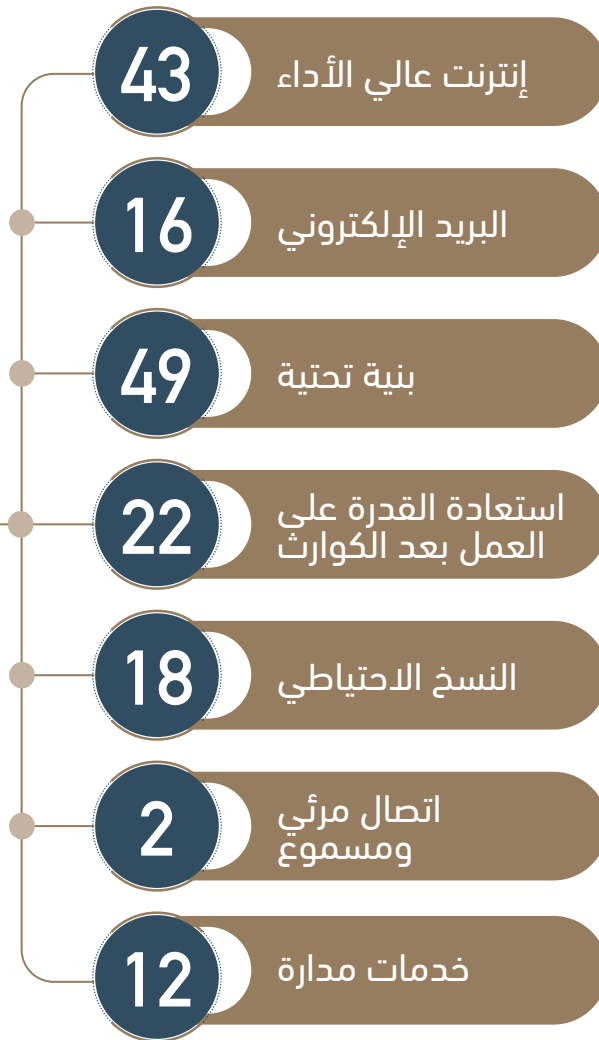 43
إنترنت عالي الأداء
16
البريد الإلكتروني
49
بنية تحتية
22
استعادة القدرة على
العمل بعد الكوارث
18
النسخ الاحتياطي
2
اتصال مرئي
ومسموع
12
خدمات مدارة